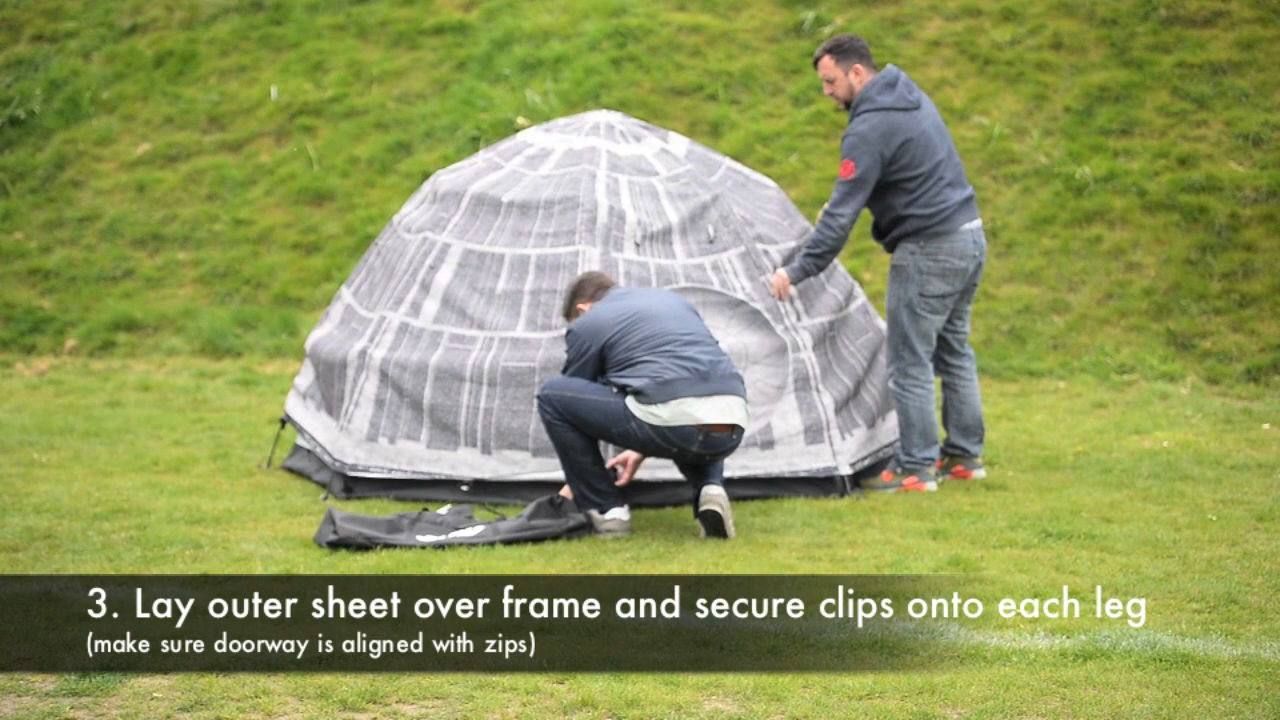 3. Lay outer sheet over frame and secure clips onto each leg
(make sure doorway is aligned with zips)